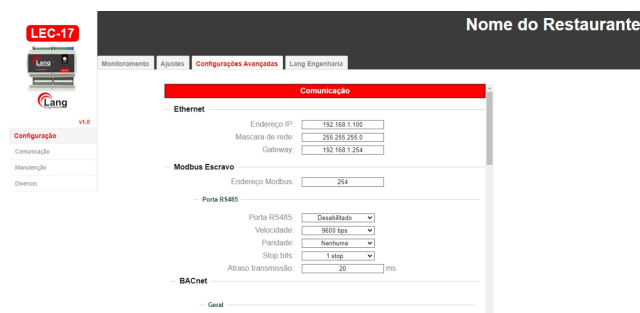 LEC-17
Nome do Restaurante
Lang
Monitoramento
Ajustes
Configurações Avançadas
Lang Engenharia
Lang
v1.0
Configuração
Comunicação
Manutenção
Diversos
Comunicação
Ethernet
Endereço IP: 192.168.1.100
Mascara de rede: 255.255.255.0
Gateway: 192.168.1.254
Modbus Escravo
Endereço Modbus: 254
Porta RS485
Porta RS485: Desabilitado
Velocidade: 9600 bps
Paridade: Nenhuma
Stop bits: 1 stop
Atraso transmissão: 20 ms
BACnet
Geral